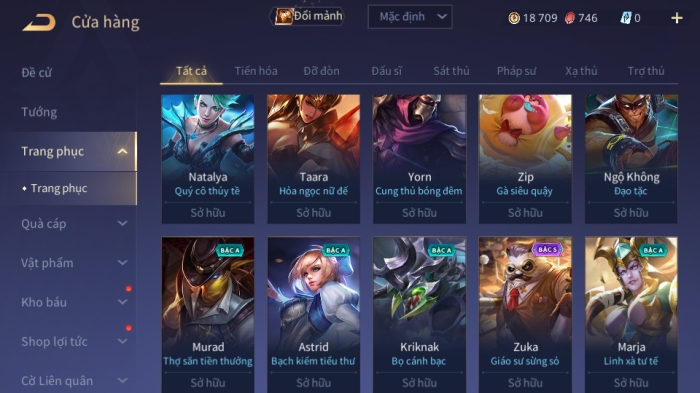 Cửa hàng
Đổi mảnh
Mặc định
18 709
746
0
Đề cử
Tướng
Trang phục
Trang phục
Quà cáp
Vật phẩm
Kho báu
Shop lợi tức
Cờ Liên quân
Tất cả
Tiến hóa
Đỡ đòn
Đấu sĩ
Sát thủ
Pháp sư
Xạ thủ
Trợ thủ
Natalya
Quý cô thủy tề
Sở hữu
Taara
Hỏa ngọc nữ đế
Sở hữu
Yorn
Cung thủ bóng đêm
Sở hữu
Zip
Gà siêu quậy
Sở hữu
Ngộ Không
Đạo tặc
Sở hữu
BẬC A
Murad
Thợ săn tiền thưởng
Sở hữu
BẬC A
Astrid
Bạch kiếm tiểu thư
Sở hữu
BẬC A
Kriknak
Bọ cánh bạc
Sở hữu
BẬC S
Zuka
Giáo sư sừng sỏ
Sở hữu
BẬC A
Marja
Linh xà tư tế
Sở hữu